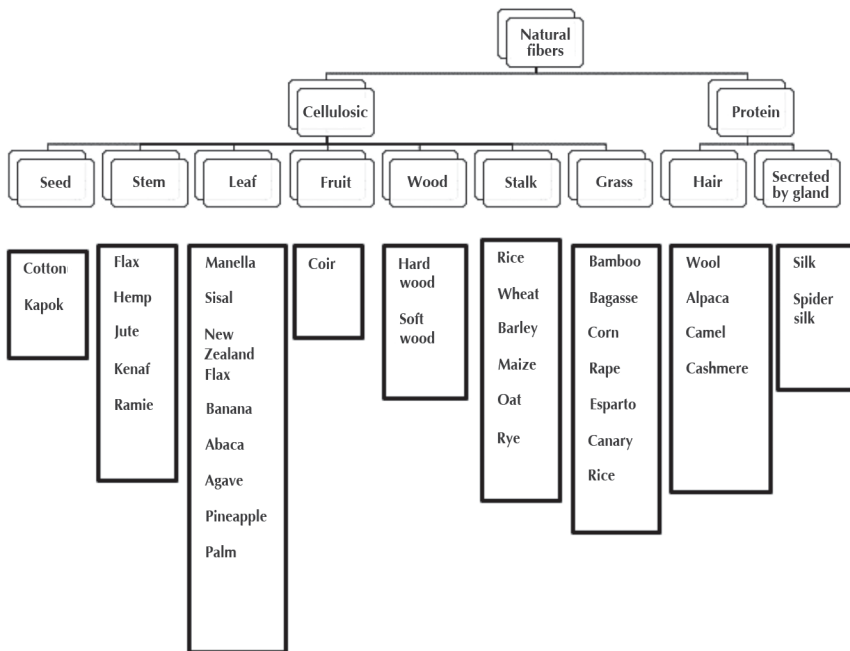 Natural
fibers
Cellulosic
Protein
Seed
Stem
Leaf
Fruit
Wood
Stalk
Grass
Hair
Secreted
by gland
Cotton
Kapok
Flax
Hemp
Jute
Kenaf
Ramie
Manella
Sisal
New
Zealand
Flax
Banana
Abaca
Agave
Pineapple
Palm
Coir
Hard
wood
Soft
wood
Rice
Wheat
Barley
Maize
Oat
Rye
Bamboo
Bagasse
Corn
Rape
Esparto
Canary
Rice
Wool
Alpaca
Camel
Cashmere
Silk
Spider
silk